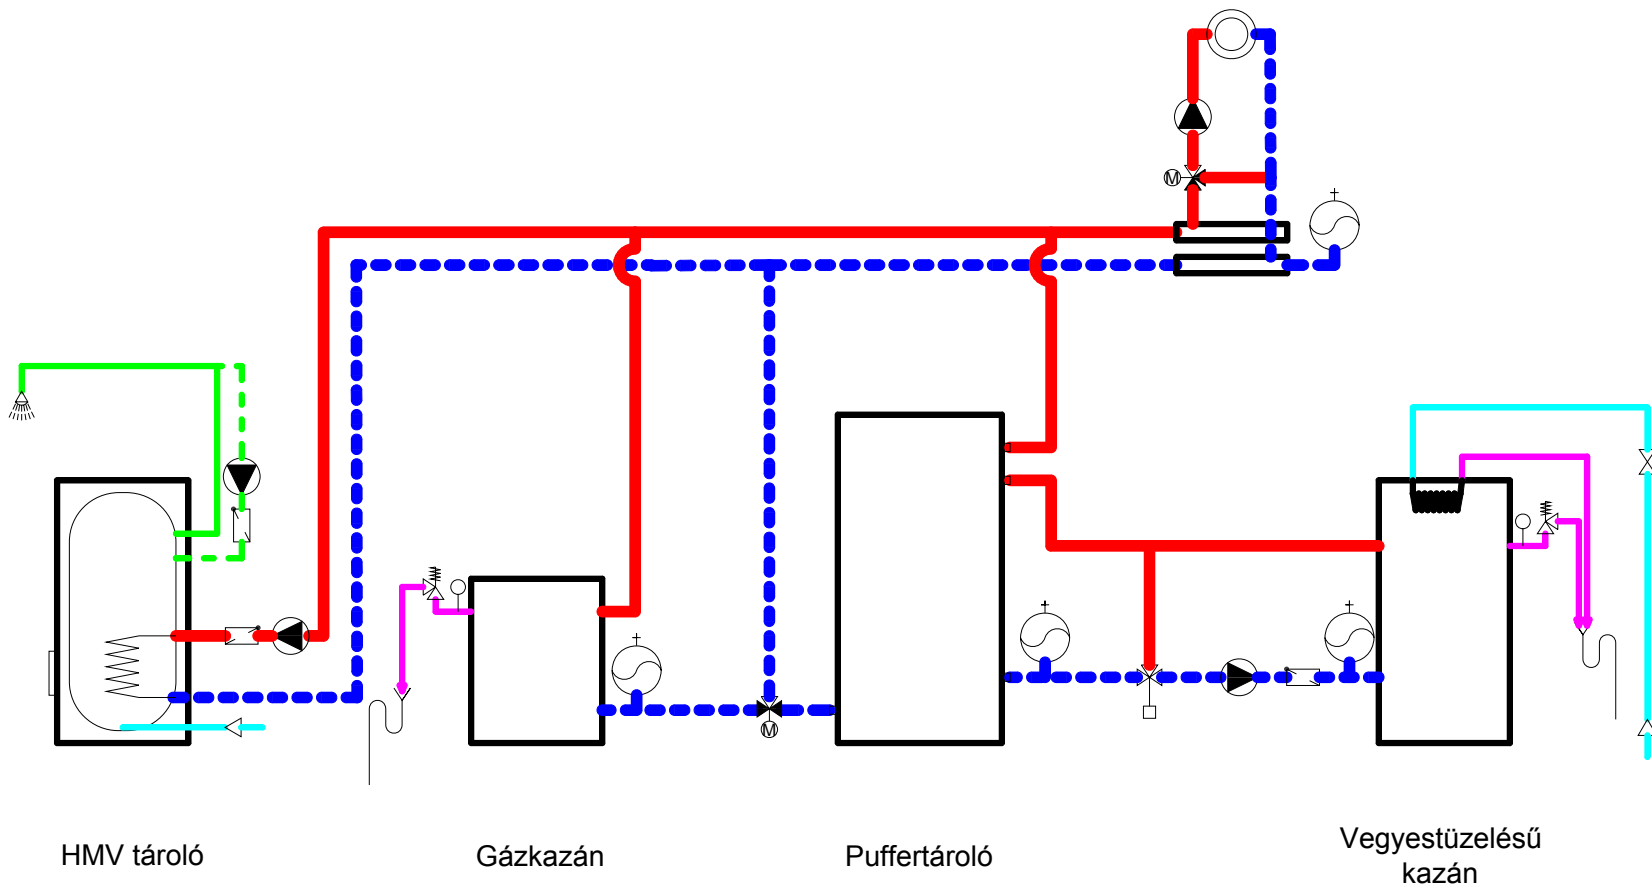 M
M
HMV tároló
Gázkazán
Puffertároló
Vegyestüzelésű
kazán